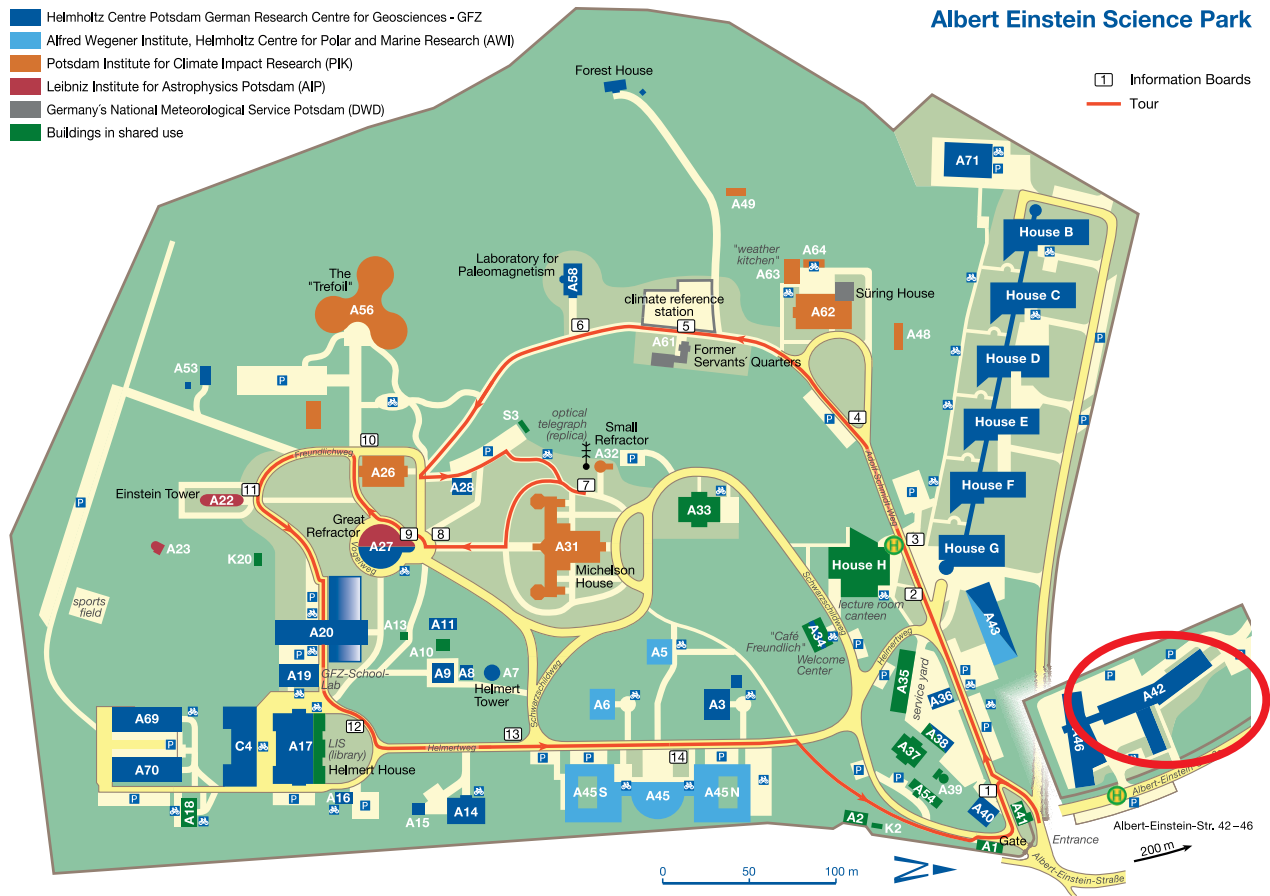 Helmholtz Centre Potsdam German Research Centre for Geosciences - GFZ
Alfred Wegener Institute, Helmholtz Centre for Polar and Marine Research (AWI)
Potsdam Institute for Climate Impact Research (PIK)
Leibniz Institute for Astrophysics Potsdam (AIP)
Germany´s National Meteorological Service Potsdam (DWD)
Buildings in shared use
Albert Einstein Science Park
1 Information Boards
Tour
Forest House
A71
P
A49
House B
"weather
kitchen"
A64
A63
Laboratory for
Paleomagnetism
A58
The
"Trefoil"
A56
climate reference
station
Süring House
A62
House C
6
5
A61
Former
Servants´ Quarters
A48
House D
P
A53
P
P
4
House E
S3
optical
telegraph
(replica)
Small
Refractor
A32
P
P
10
Freundlichweg
A26
A28
7
Adolf-Schmidt-Weg
P
House F
Einstein Tower
11
A22
P
A33
Great
Refractor
9
8
A27
Vogelweg
A31
Michelson
House
3
H
House G
House H
A23
K20
lecture room
canteen
2
Schwarzschildweg
sports
field
P
A20
A13
A11
A10
"Café
Freundlich"
Welcome
Center
A34
Helmertweg
A43
A5
P
A19
GFZ-School-
Lab
A9
A8
A7
Helmert
Tower
Schwarzschildweg
A35
service yard
A36
P
A42
A46
A6
A3
A69
P
A70
C4
A17
LIS
(library)
Helmert House
12
Helmertweg
13
14
P
A38
A37
P
P
P
P
P
A45S
A45
A45N
A39
A54
1
A40
A41
H
P
Albert-Einstein-S
A18
A16
P
A15
A14
A2
K2
A1
Gate
Entrance
Albert-Einstein-Str. 42–46
Albert-Einstein-Straße
200 m
N
0 50 100 m